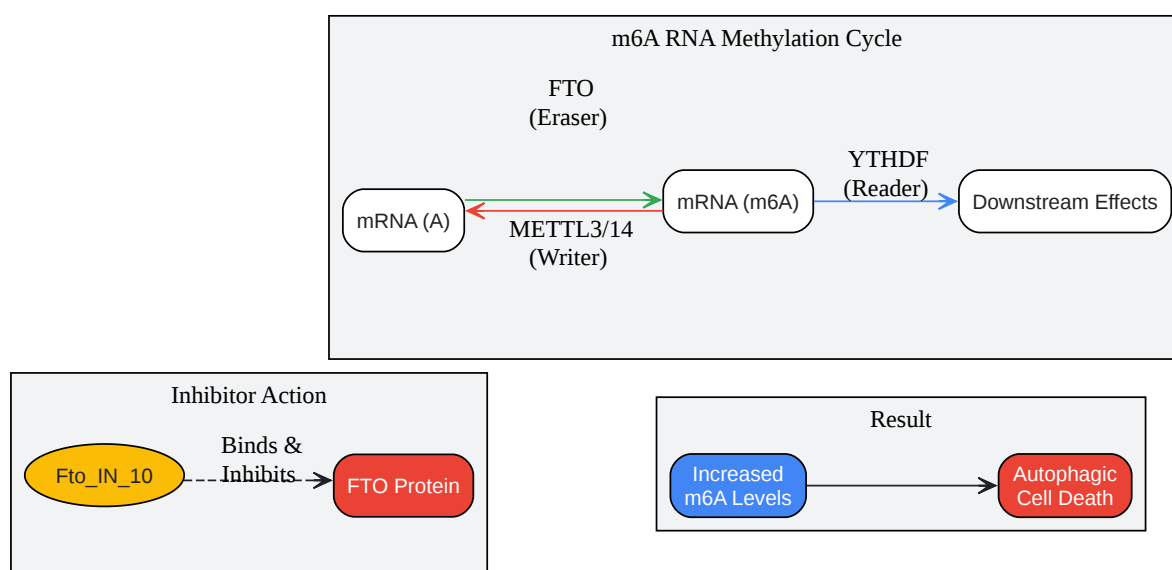 m6A RNA Methylation Cycle
FTO
(Eraser)
YTHDF
(Reader)
mRNA (A)
mRNA (m6A)
Downstream Effects
METTL3/14
(Writer)
Inhibitor Action
Fto_IN_10
Binds &
Inhibits
FTO Protein
Result
Increased
m6A Levels
Autophagic
Cell Death